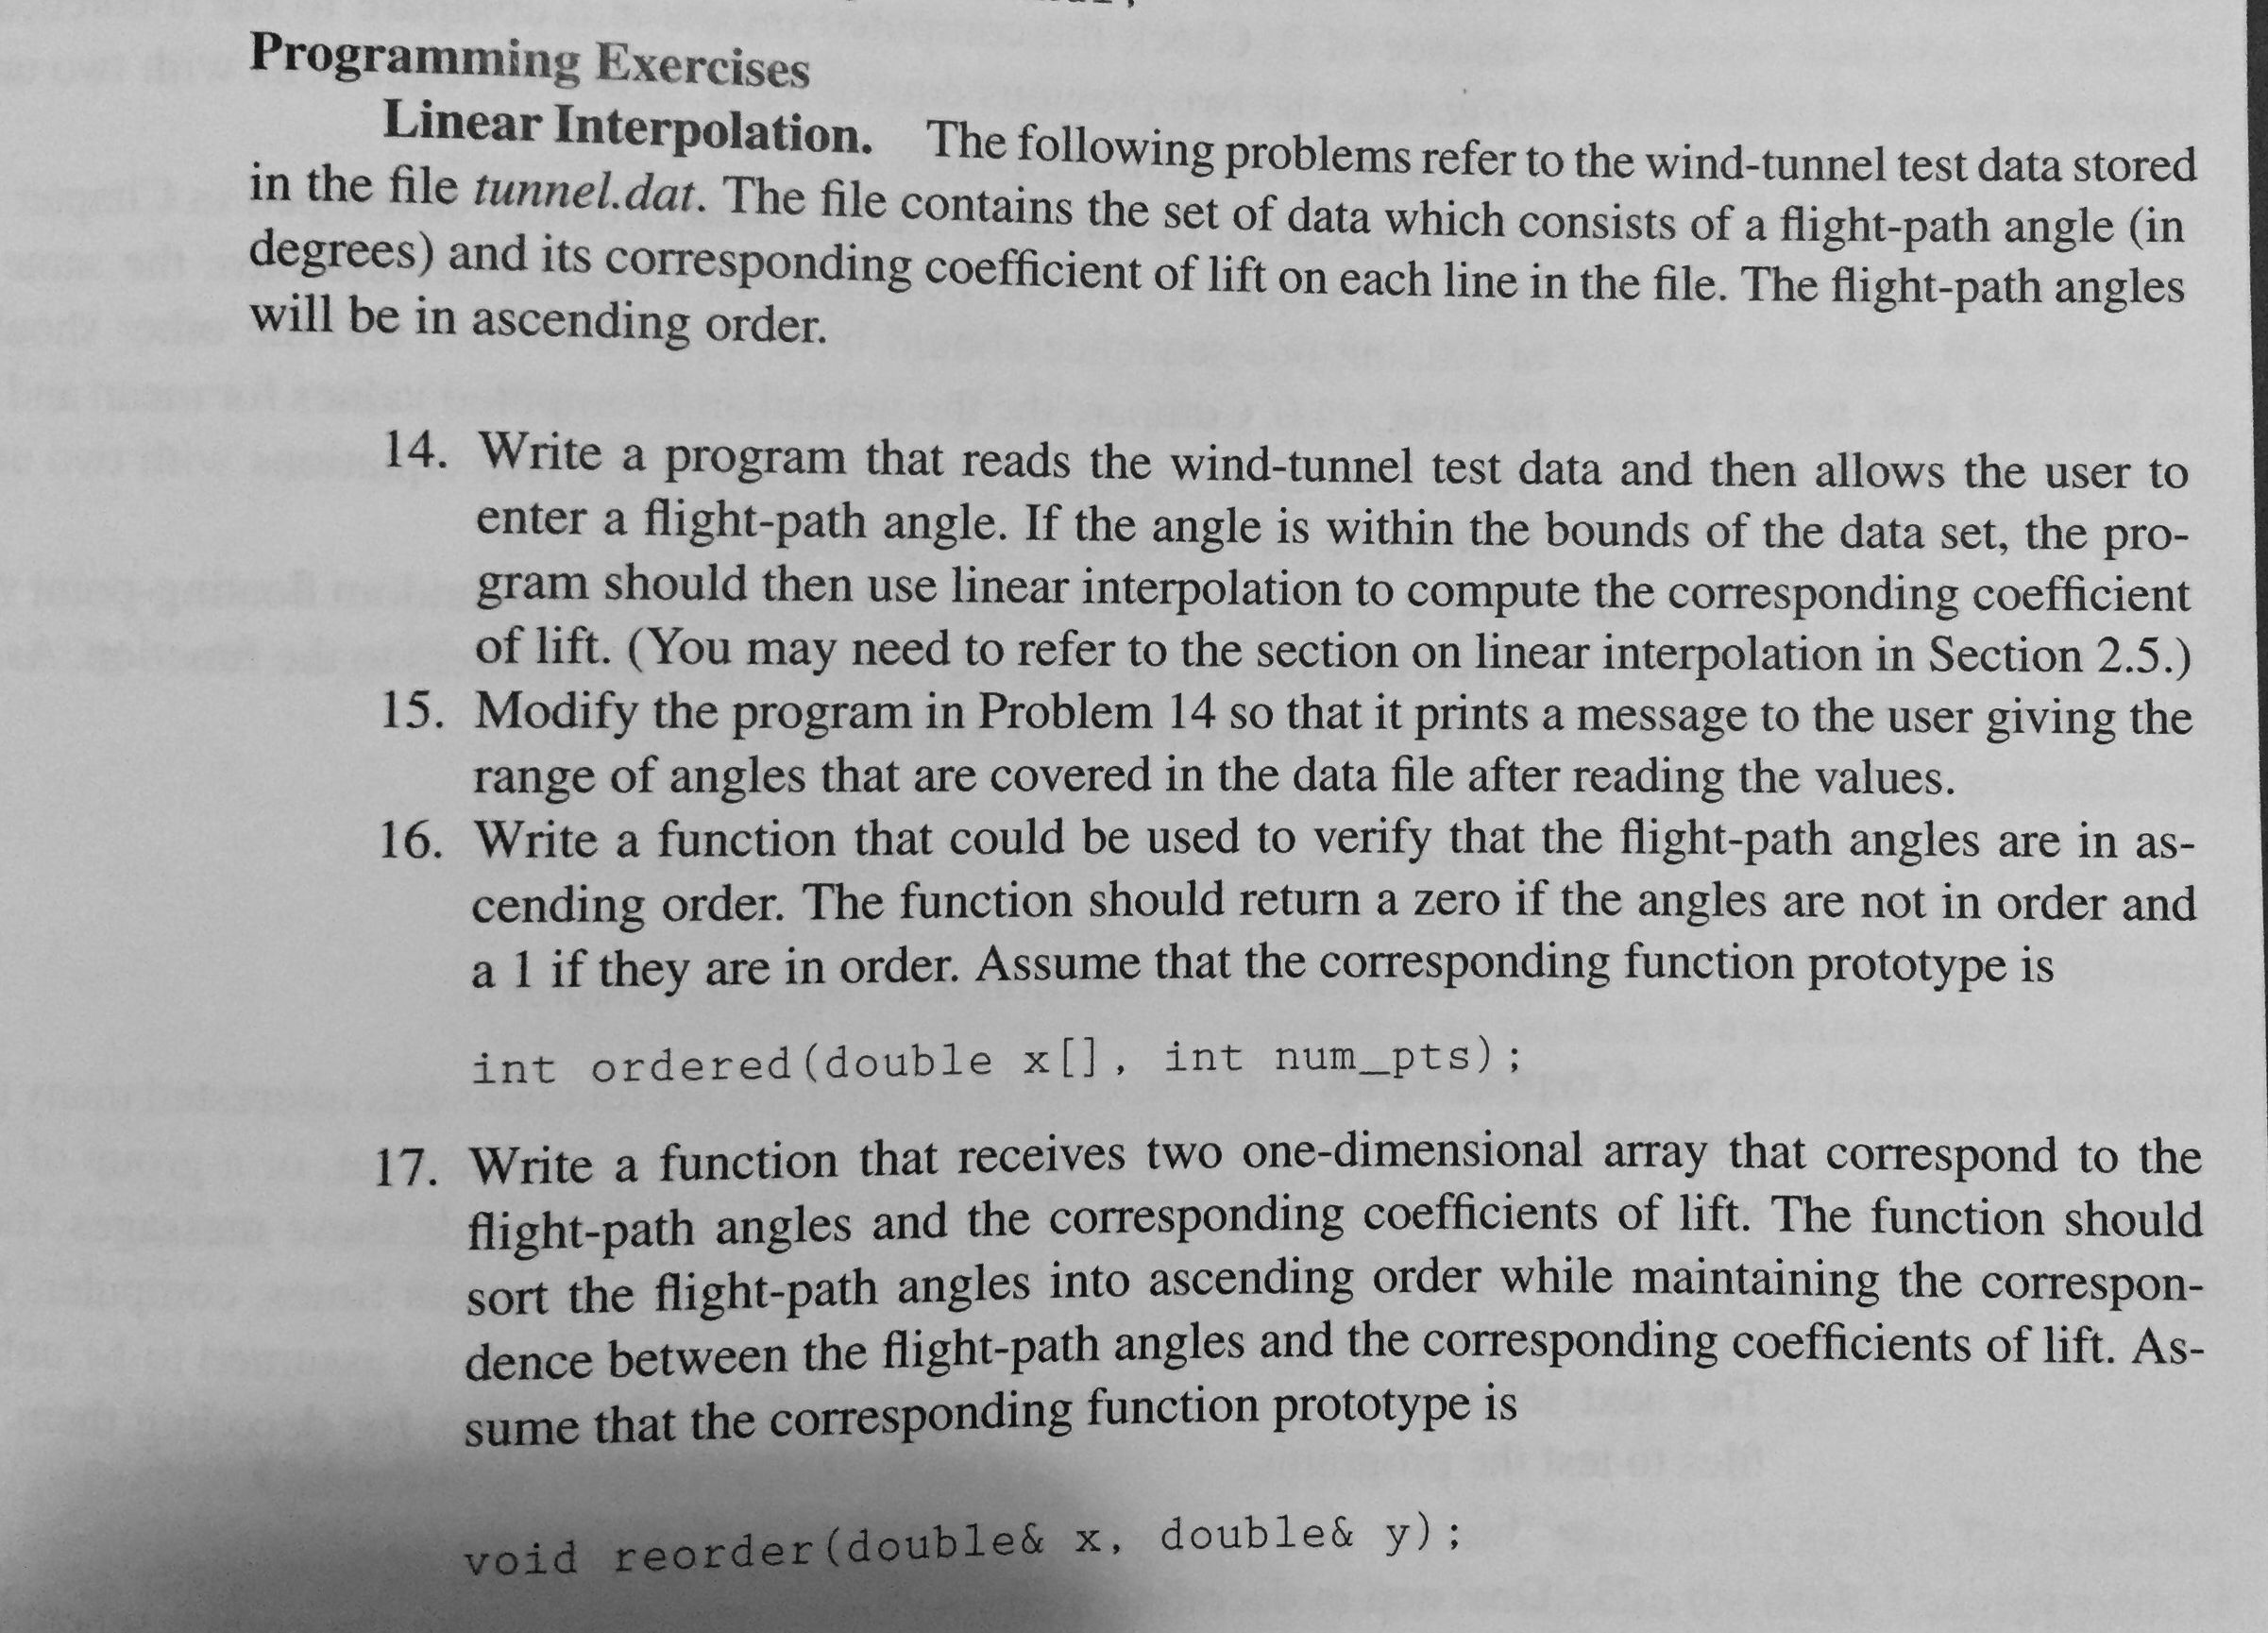 Programming Exercises
Linear Interpolation. The following problems refer to the wind-tunnel test data stored
in the file tunnel.dat. The file contains the set of data which consists of a flight-path angle (in
degrees) and its corresponding coefficient of lift on each line in the file. The flight-path angles
will be in ascending order.
14. Write a program that reads the wind-tunnel test data and then allows the user to
enter a flight-path angle. If the angle is within the bounds of the data set, the pro-
gram should then use linear interpolation to compute the corresponding coefficient
of lift. (You may need to refer to the section on linear interpolation in Section 2.5.)
15. Modify the program in Problem 14 so that it prints a message to the user giving the
range of angles that are covered in the data file after reading the values.
16. Write a function that could be used to verify that the flight-path angles are in as-
cending order. The function should return a zero if the angles are not in order and
a 1 if they are in order. Assume that the corresponding function prototype is
int ordered(double x[], int num_pts);
17. Write a function that receives two one-dimensional array that correspond to the
flight-path angles and the corresponding coefficients of lift. The function should
sort the flight-path angles into ascending order while maintaining the correspon-
dence between the flight-path angles and the corresponding coefficients of lift. As-
sume that the corresponding function prototype is
void reorder(double& x, double& y);